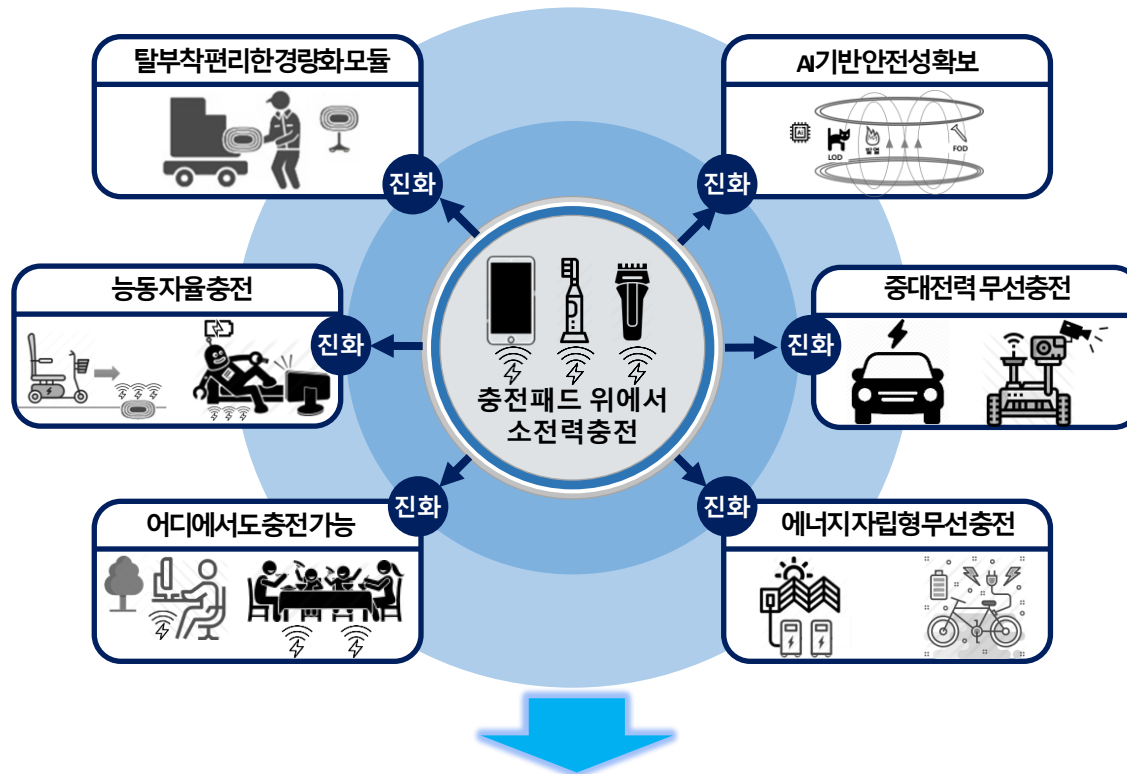 탈부착 편리한 경량화 모듈
AI 기반 안전성 확보
AI
LOD
발열
FOD
진화
진화
능동 자율 충전
중대전력 무선충전
진화
진화
충전패드 위에서
소전력충전
어디에서도 충전 가능
에너지 자립형 무선 충전
진화
진화